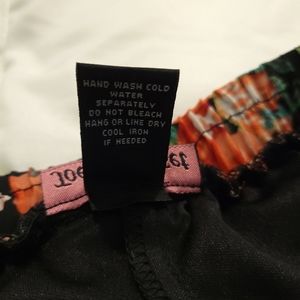 HAND WASH COLD
WATER
SEPARATELY
DO NOT BLEACH
HANG OR LINE DRY
COOL IRON
IF NEEDED